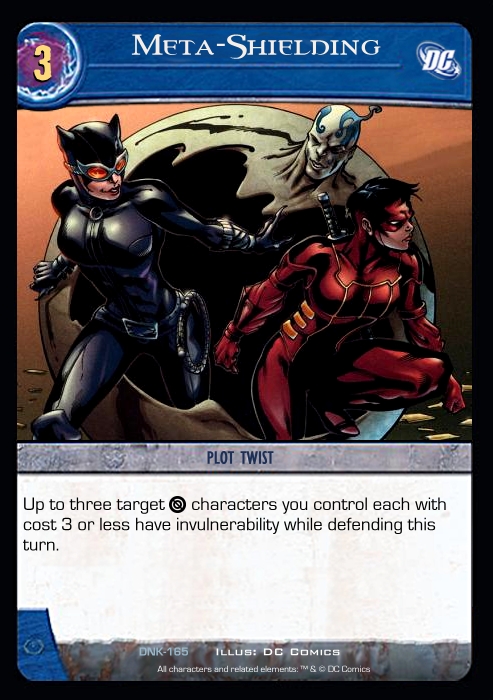 META-SHIELDING
3
DC
PLOT TWIST
Up to three target characters you control each with
cost 3 or less have invulnerability while defending this
turn.
DNK-165 ILLUS: DC COMICS
All characters and related elements: ™ & © DC Comics